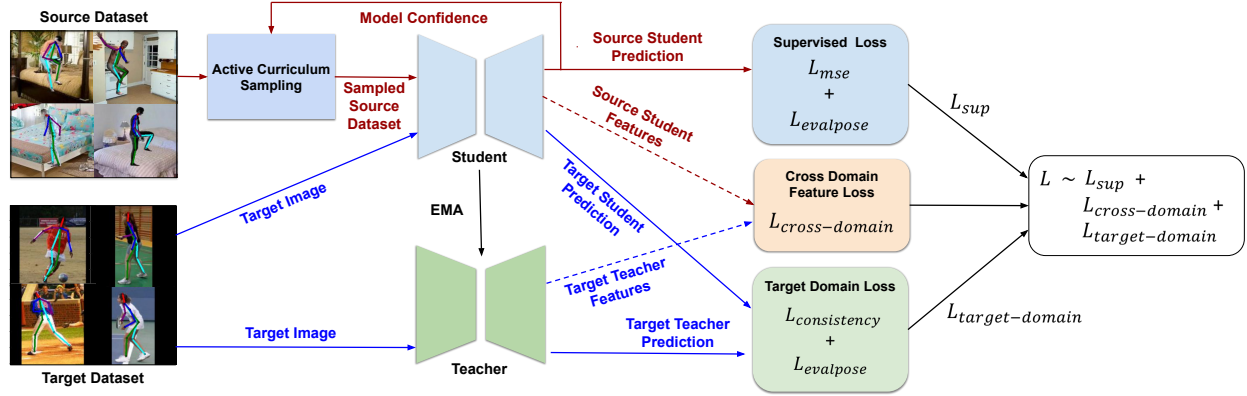 Source Dataset
Model Confidence
Active Curriculum
Sampling
Sampled
Source
Dataset
Source Student
Prediction
Supervised Loss
L_mse
+
L_evalpose
Source Student
Features
L_sup
Student
Target Image
Target Student
Prediction
Cross Domain
Feature Loss
L_cross-domain
L ~ L_sup +
L_cross-domain +
L_target-domain
EMA
Target Teacher
Features
Target Image
Target Teacher
Prediction
Target Domain Loss
L_consistency
+
L_evalpose
L_target-domain
Teacher
Target Dataset